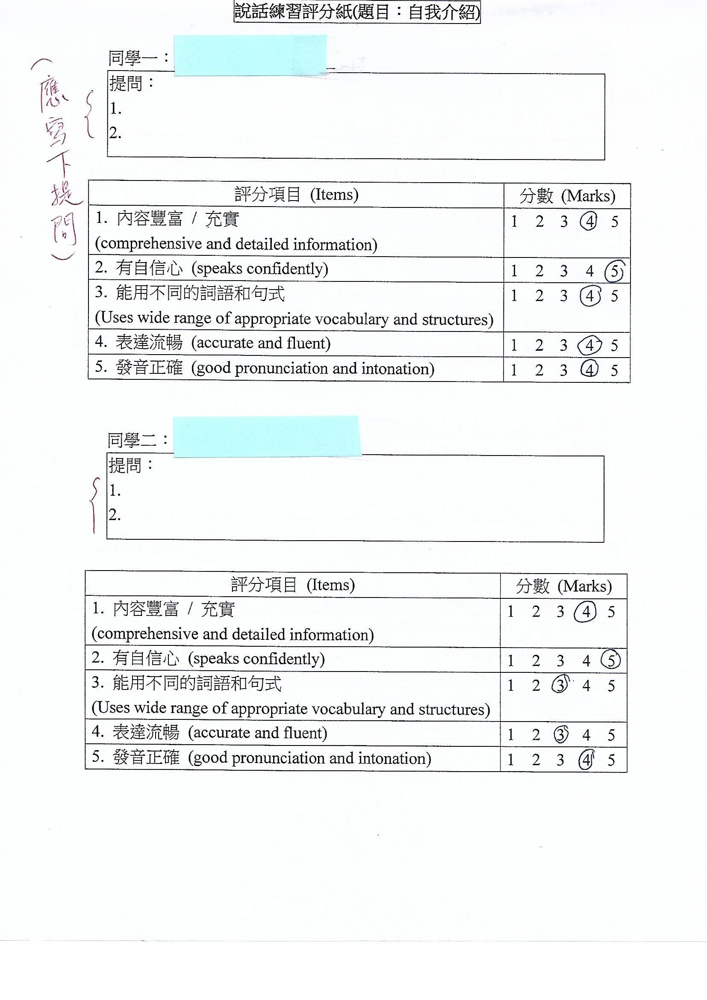 說話練習評分紙(題目：自我介紹)
同學一：
（應寫下提問）
提問：
1.
2.
評分項目 (Items) 分數 (Marks)
1. 內容豐富 / 充實 1 2 3 4 5
(comprehensive and detailed information)
2. 有自信心 (speaks confidently) 1 2 3 4 5
3. 能用不同的詞語和句式 1 2 3 4 5
(Uses wide range of appropriate vocabulary and structures)
4. 表達流暢 (accurate and fluent) 1 2 3 4 5
5. 發音正確 (good pronunciation and intonation) 1 2 3 4 5
同學二：
提問：
1.
2.
評分項目 (Items) 分數 (Marks)
1. 內容豐富 / 充實 1 2 3 4 5
(comprehensive and detailed information)
2. 有自信心 (speaks confidently) 1 2 3 4 5
3. 能用不同的詞語和句式 1 2 3 4 5
(Uses wide range of appropriate vocabulary and structures)
4. 表達流暢 (accurate and fluent) 1 2 3 4 5
5. 發音正確 (good pronunciation and intonation) 1 2 3 4 5